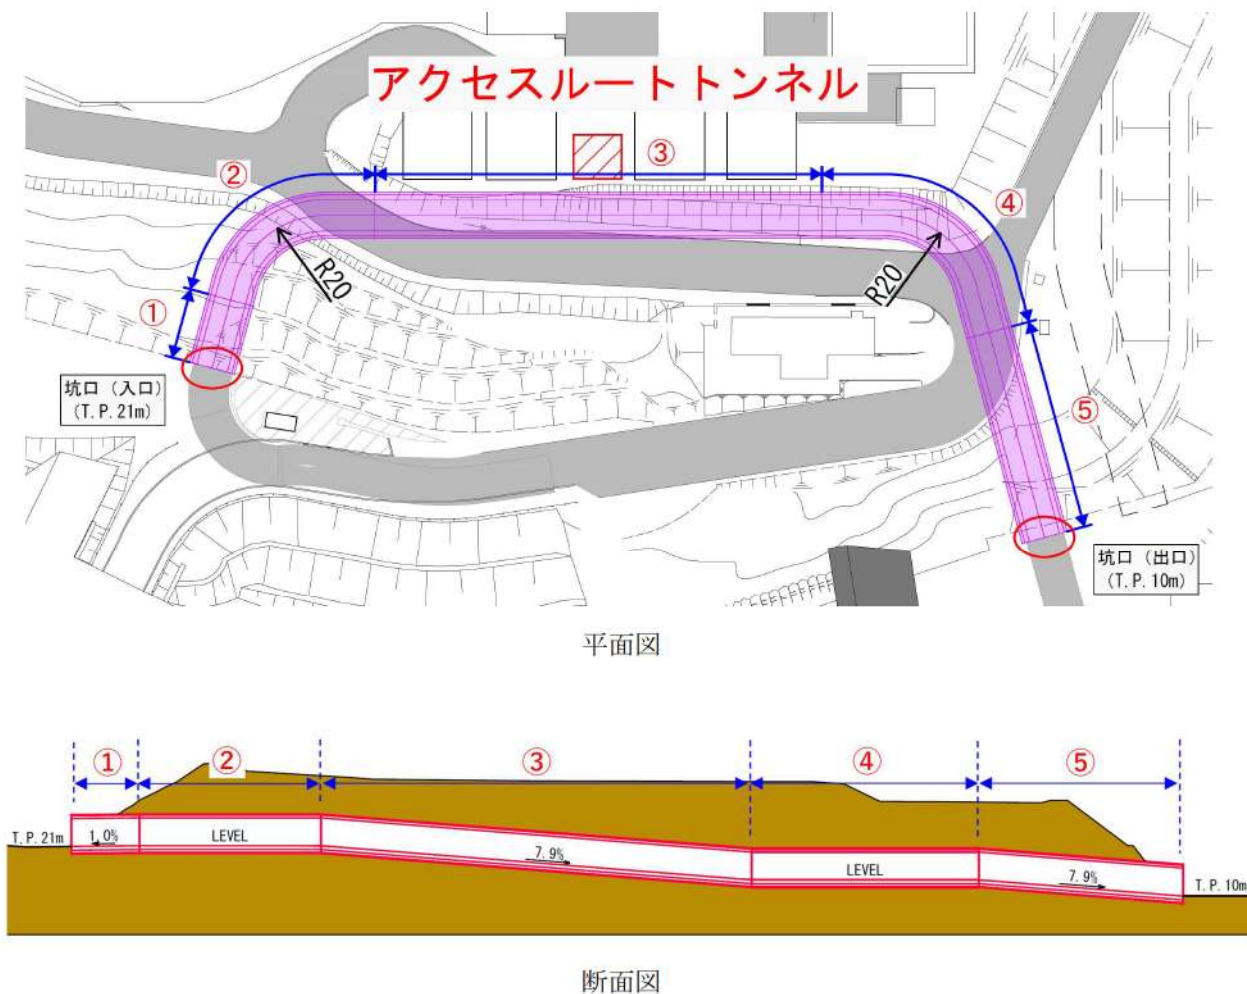 アクセスルートトンネル
②
③
④
R20
R20
①
坑口（入口）
(T.P.21m)
⑤
坑口（出口）
(T.P.10m)
平面図
① ② ③ ④ ⑤
T.P.21m 1.0% LEVEL 7.9% LEVEL 7.9% T.P.10m
断面図